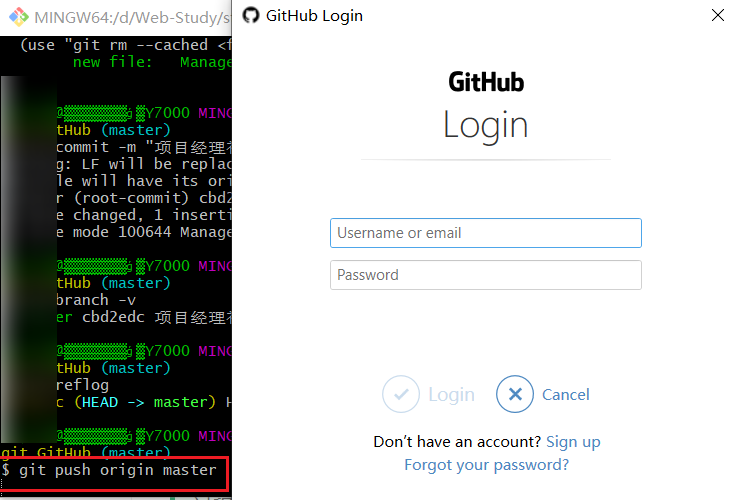 MINGW64:/d/Web-Study/s
GitHub Login
(use "git rm --cached <f
new file: Manage
Y7000 MING
tHub (master)
commit -m "项目经理初
g: LF will be replac
le will have its ori
r (root-commit) cbd2
e changed, 1 inserti
e mode 100644 Manage
Y7000 MING
tHub (master)
branch -v
er cbd2edc 项目经理初
Y7000 MING
tHub (master)
reflog
c (HEAD -> master) H
Y7000 MING
git GitHub (master)
$ git push origin master
GitHub
Login
Username or email
Password
Login
Cancel
Don't have an account? Sign up
Forgot your password?